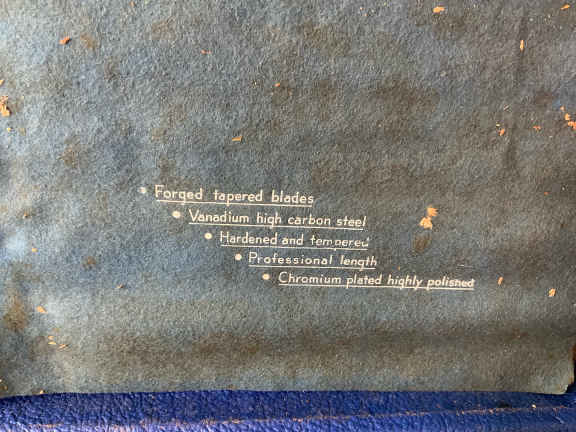 • Forged tapered blades
• Vanadium high carbon steel
• Hardened and tempered
• Professional length
• Chromium plated highly polished